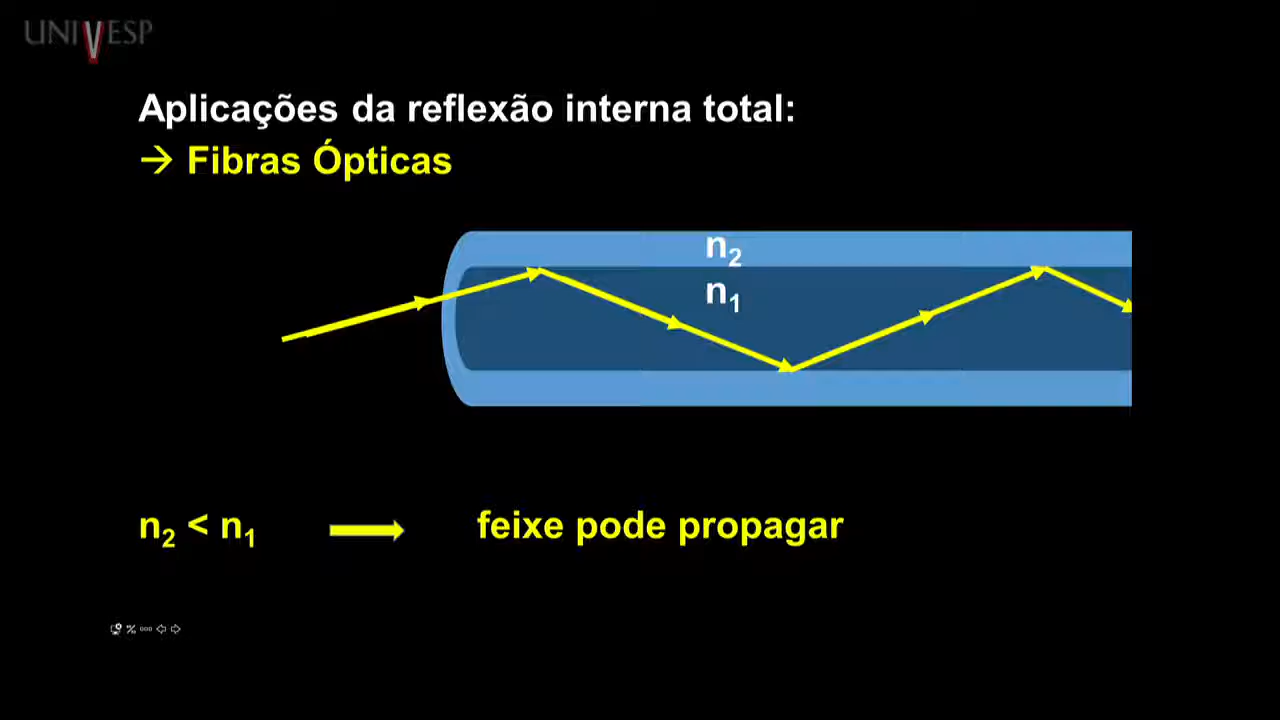 UNIVESP
Aplicações da reflexão interna total:
→ Fibras Ópticas
n₂
n₁
n₂ < n₁
feixe pode propagar